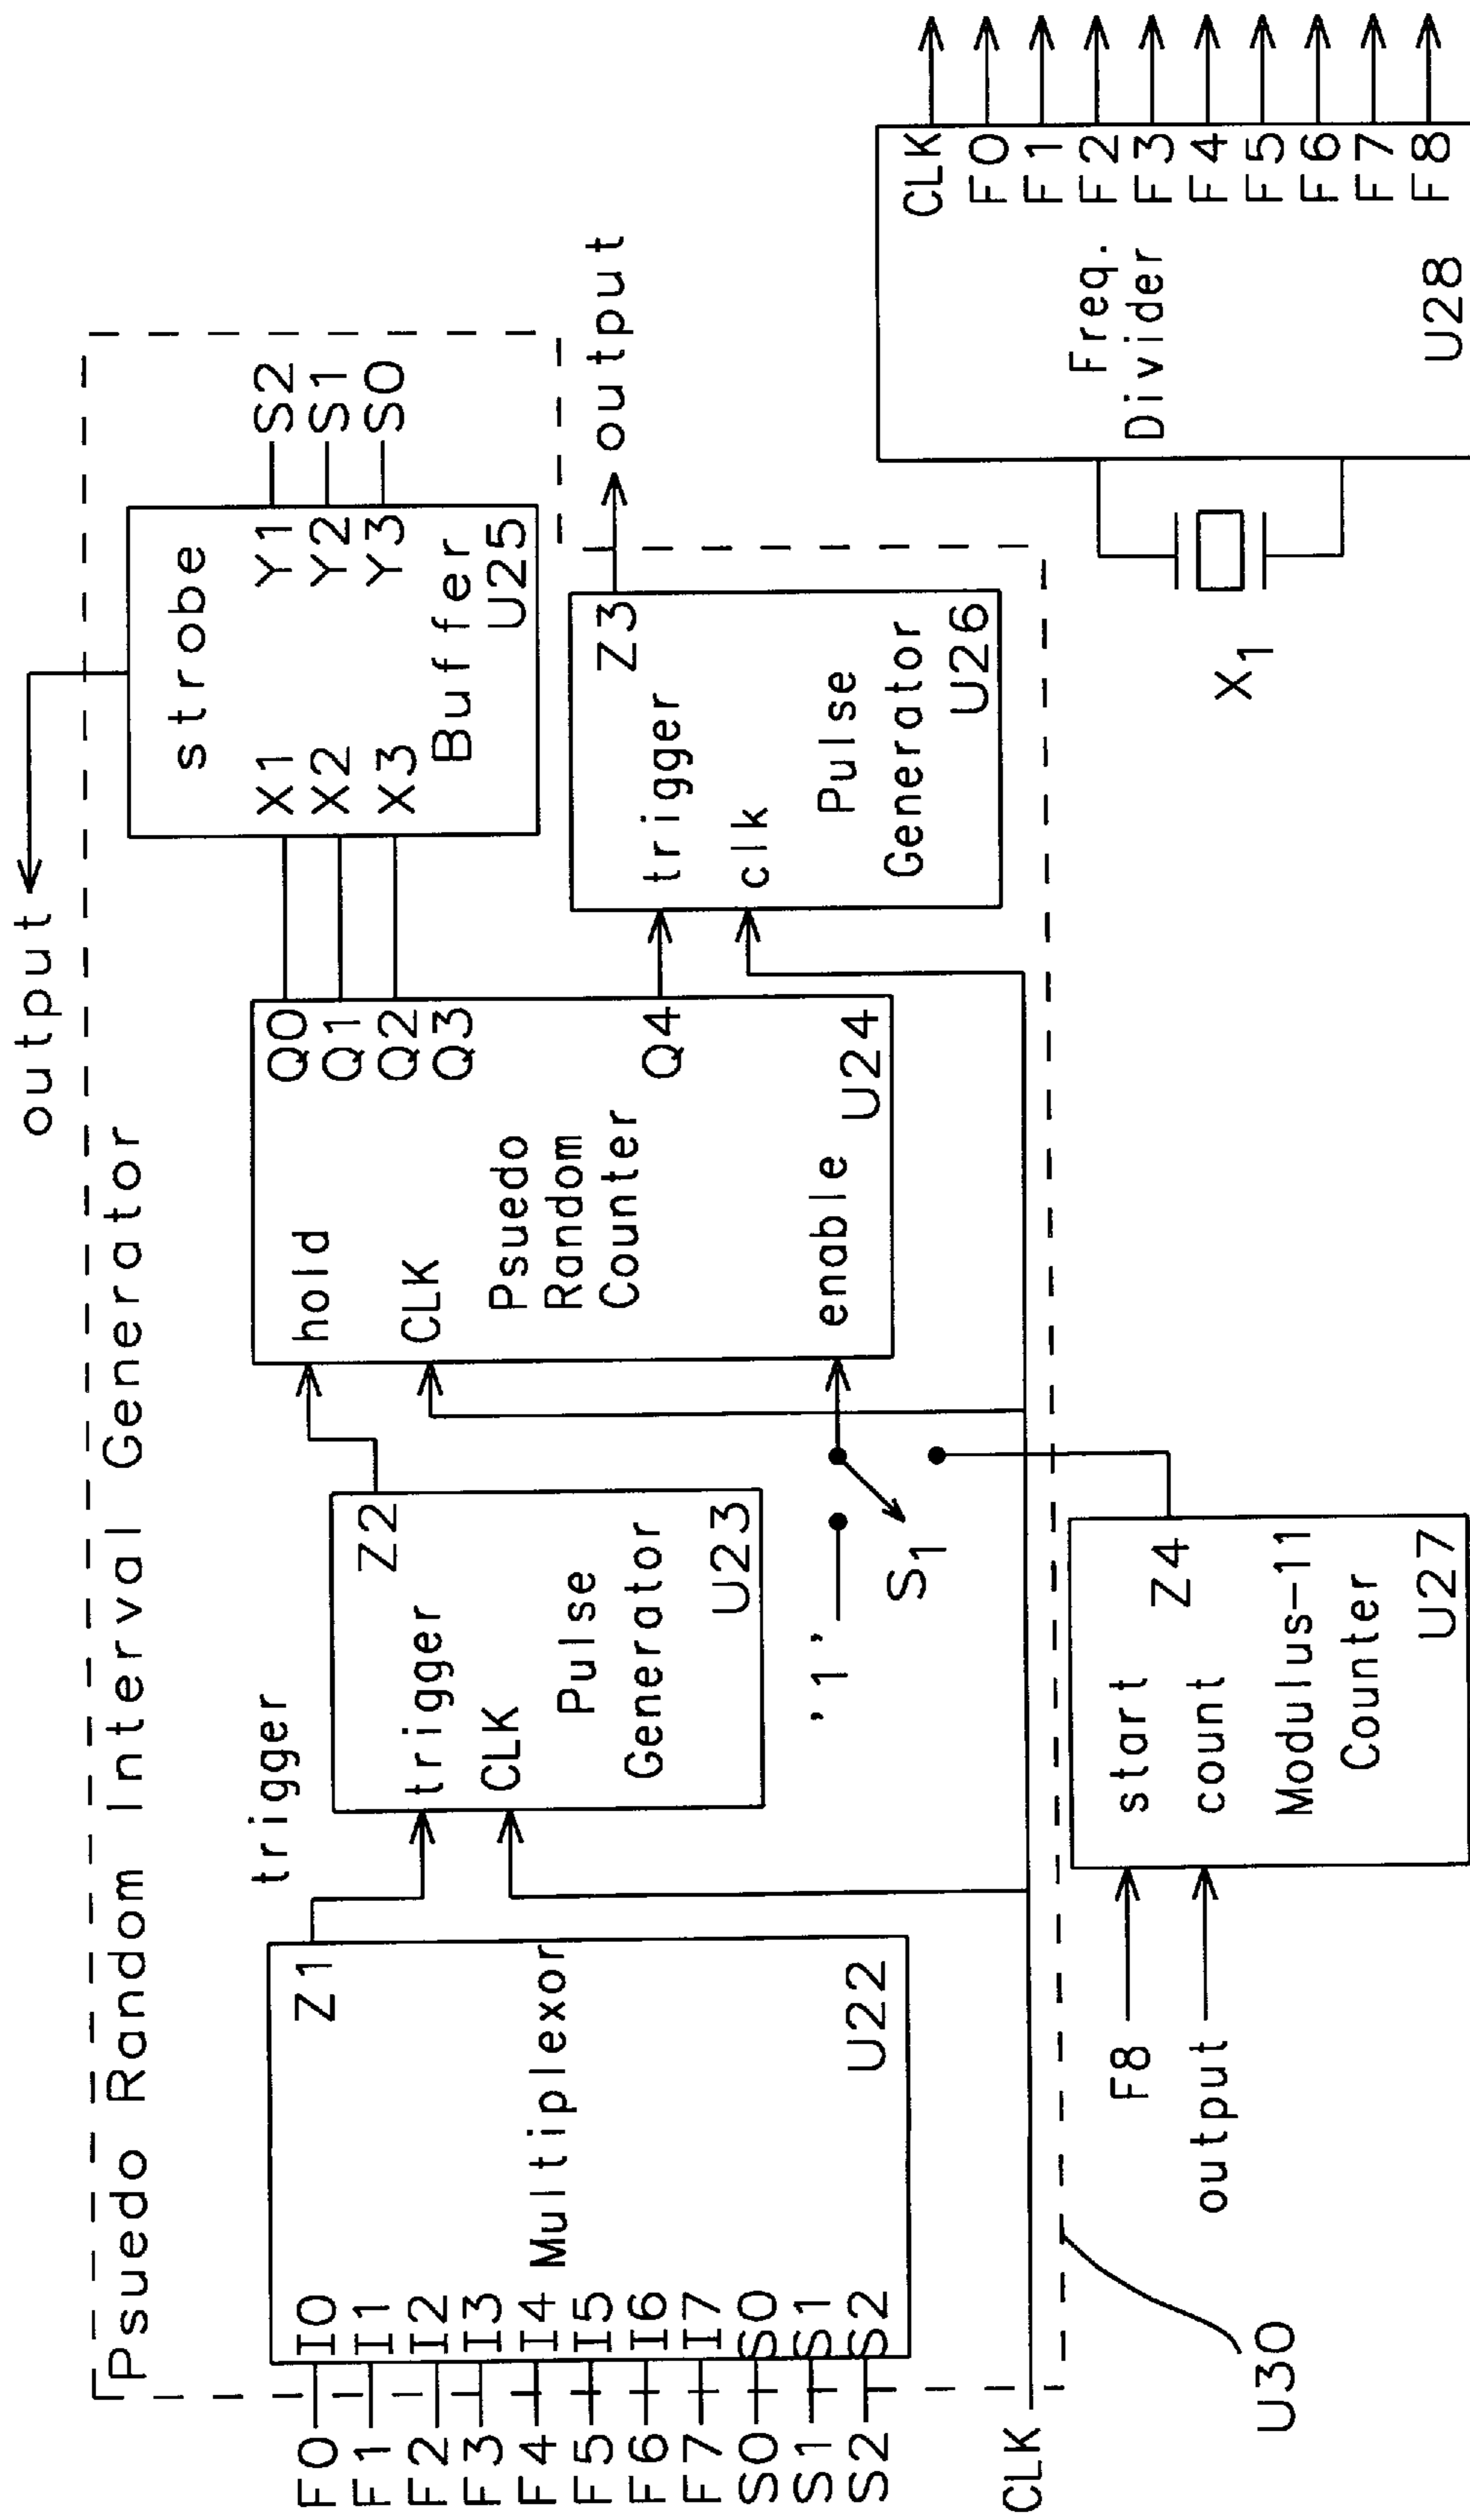 output
Psuedo Random Interval Generator
trigger
F0
F1
F2
F3
F4
F5
F6
F7
S0
S1
S2
CLK
I0
I1
I2
I3
I4
I5
I6
I7
S0
S1
S2
Z1
Multiplexor
U22
trigger
CLK
Z2
Pulse
Generator
U23
hold
CLK
Psuedo
Random
Counter
enable
Q0
Q1
Q2
Q3
Q4
U24
strobe
X1
X2
X3
Y1
Y2
Y3
Buffer
U25
S2
S1
S0
Z3
trigger
clk
Pulse
Generator
U26
output
'1'
S1
F8
output
start
count
Z4
Modulus-11
Counter
U27
U30
X1
Freq.
Divider
U28
CLK
F0
F1
F2
F3
F4
F5
F6
F7
F8